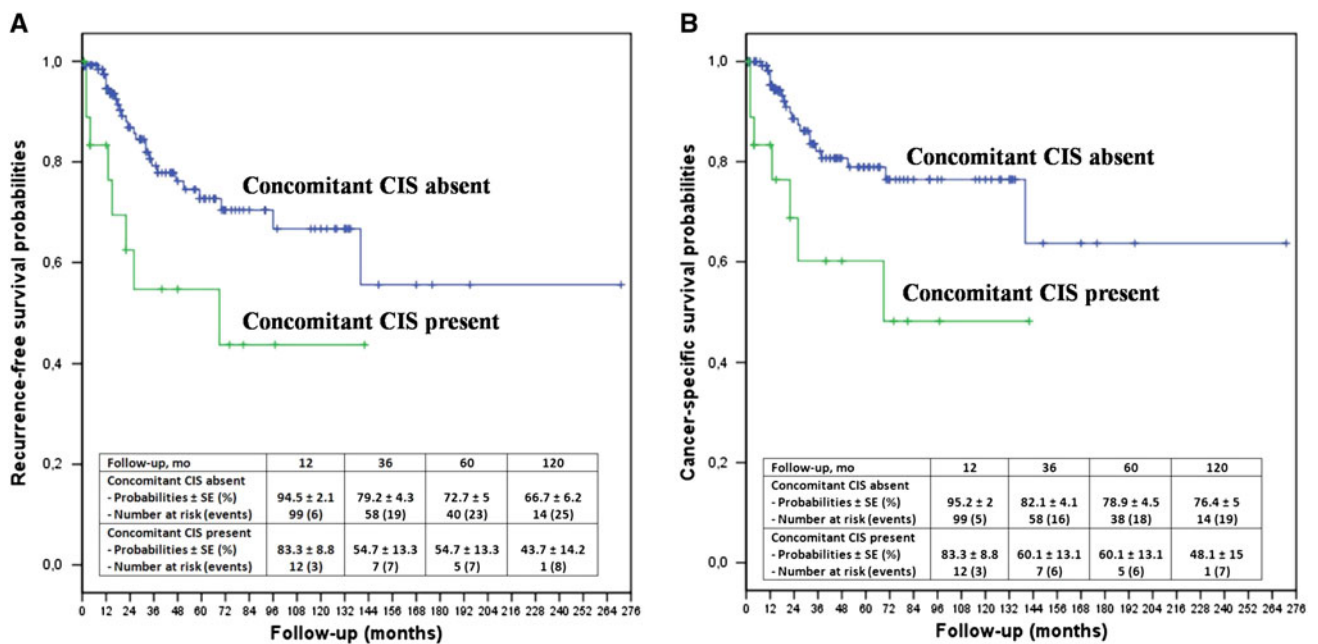 A
Recurrence-free survival probabilities
1,0
0,8
0,6
0,4
0,2
0,0
Concomitant CIS absent
Concomitant CIS present
Follow-up, mo 12 36 60 120
Concomitant CIS absent
- Probabilities ± SE (%) 94.5 ± 2.1 79.2 ± 4.3 72.7 ± 5 66.7 ± 6.2
- Number at risk (events) 99 (6) 58 (19) 40 (23) 14 (25)
Concomitant CIS present
- Probabilities ± SE (%) 83.3 ± 8.8 54.7 ± 13.3 54.7 ± 13.3 43.7 ± 14.2
- Number at risk (events) 12 (3) 7 (7) 5 (7) 1 (8)
0 12 24 36 48 60 72 84 96 108 120 132 144 156 168 180 192 204 216 228 240 252 264 276
Follow-up (months)
B
Cancer-specific survival probabilities
1,0
0,8
0,6
0,4
0,2
0,0
Concomitant CIS absent
Concomitant CIS present
Follow-up, mo 12 36 60 120
Concomitant CIS absent
- Probabilities ± SE (%) 95.2 ± 2 82.1 ± 4.1 78.9 ± 4.5 76.4 ± 5
- Number at risk (events) 99 (5) 58 (16) 38 (18) 14 (19)
Concomitant CIS present
- Probabilities ± SE (%) 83.3 ± 8.8 60.1 ± 13.1 60.1 ± 13.1 48.1 ± 15
- Number at risk (events) 12 (3) 7 (6) 5 (6) 1 (7)
0 12 24 36 48 60 72 84 96 108 120 132 144 156 168 180 192 204 216 228 240 252 264 276
Follow-up (months)